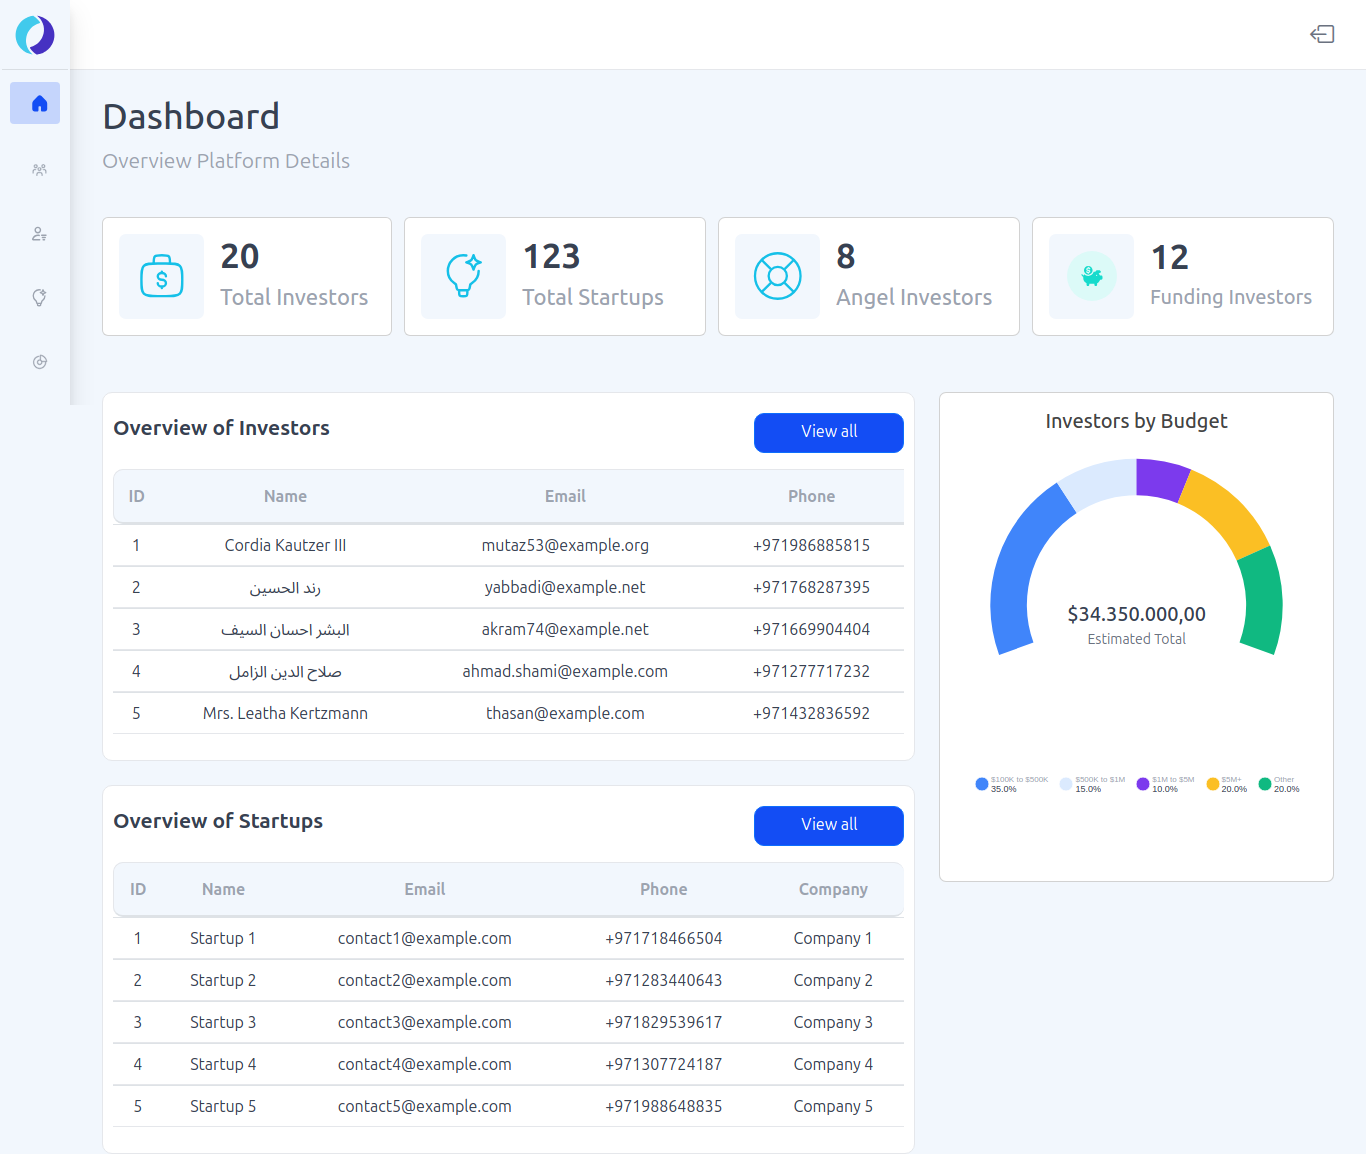 Dashboard
Overview Platform Details
20
Total Investors
123
Total Startups
8
Angel Investors
12
Funding Investors
Overview of Investors
View all
ID Name Email Phone
1 Cordia Kautzer III mutaz53@example.org +971986885815
2 رند الحسين yabbadi@example.net +971768287395
3 البشر احسان السيف akram74@example.net +971669904404
4 صلاح الدين الزامل ahmad.shami@example.com +971277717232
5 Mrs. Leatha Kertzmann thasan@example.com +971432836592
Investors by Budget
$34.350.000,00
Estimated Total
$100K to $500K $500K to $1M $1M to $5M $5M+ Other
35.0% 15.0% 10.0% 20.0% 20.0%
Overview of Startups
View all
ID Name Email Phone Company
1 Startup 1 contact1@example.com +971718466504 Company 1
2 Startup 2 contact2@example.com +971283440643 Company 2
3 Startup 3 contact3@example.com +971829539617 Company 3
4 Startup 4 contact4@example.com +971307724187 Company 4
5 Startup 5 contact5@example.com +971988648835 Company 5